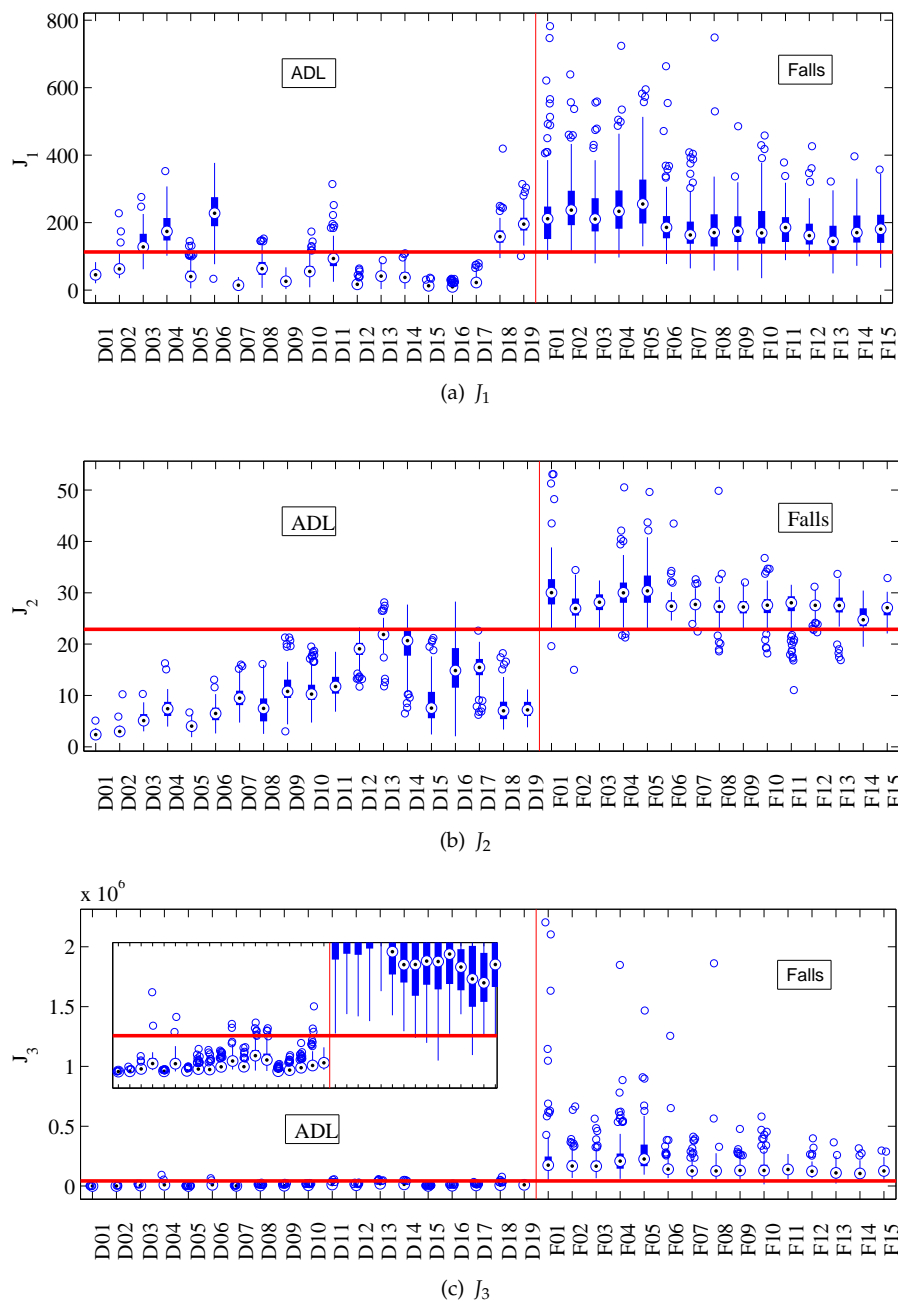 800
600
400
200
0
J1
ADL
Falls
D01 D02 D03 D04 D05 D06 D07 D08 D09 D10 D11 D12 D13 D14 D15 D16 D17 D18 D19 F01 F02 F03 F04 F05 F06 F07 F08 F09 F10 F11 F12 F13 F14 F15
(a) J1
50
40
30
20
10
0
J2
ADL
Falls
D01 D02 D03 D04 D05 D06 D07 D08 D09 D10 D11 D12 D13 D14 D15 D16 D17 D18 D19 F01 F02 F03 F04 F05 F06 F07 F08 F09 F10 F11 F12 F13 F14 F15
(b) J2
x 10^6
2
1.5
1
0.5
0
J3
Falls
ADL
D01 D02 D03 D04 D05 D06 D07 D08 D09 D10 D11 D12 D13 D14 D15 D16 D17 D18 D19 F01 F02 F03 F04 F05 F06 F07 F08 F09 F10 F11 F12 F13 F14 F15
(c) J3